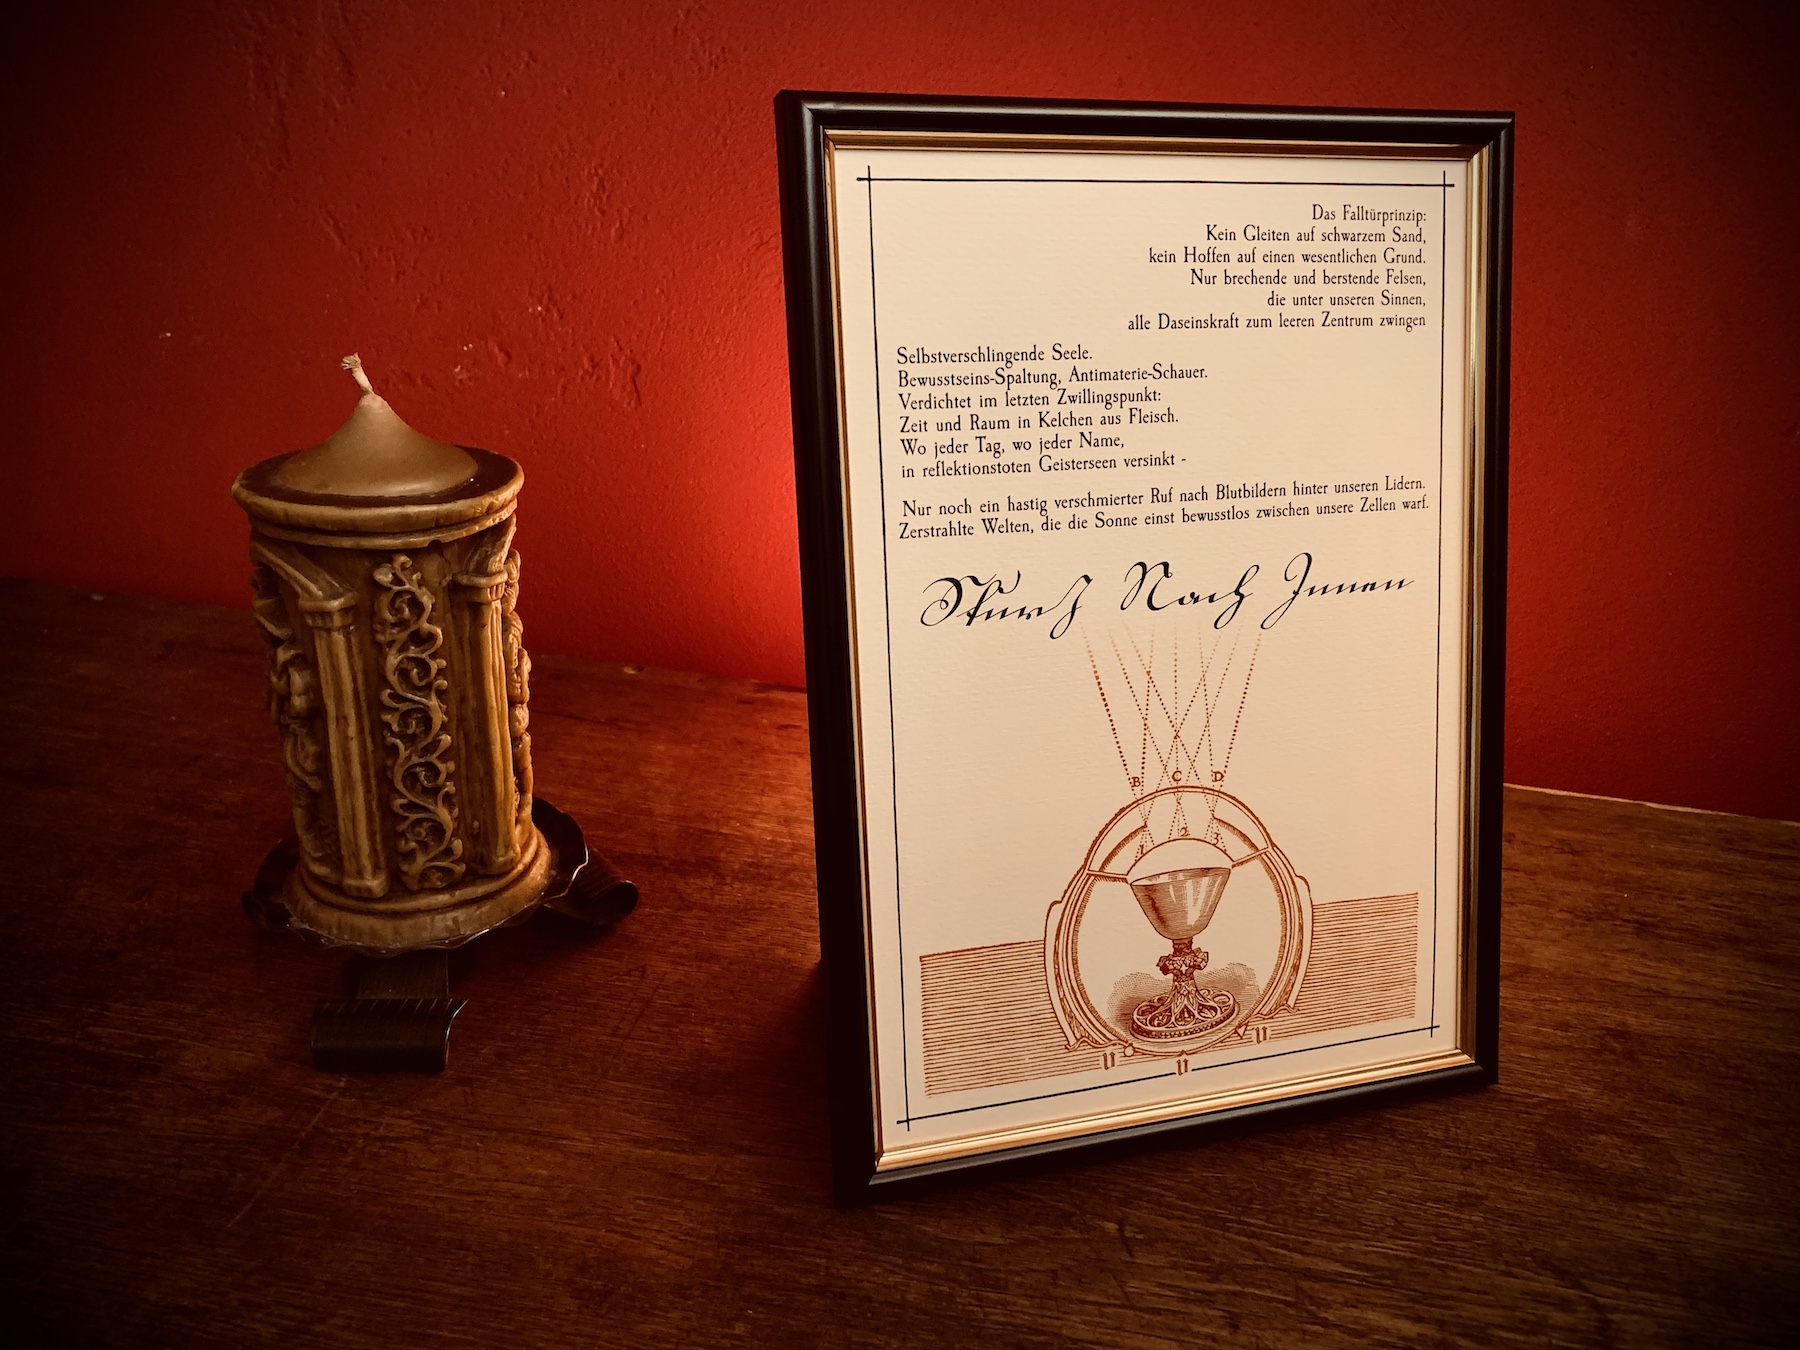 Das Falltürprinzip:
Kein Gleiten auf schwarzem Sand,
kein Hoffen auf einen wesentlichen Grund.
Nur brechende und berstende Felsen,
die unter unseren Sinnen,
alle Daseinskraft zum leeren Zentrum zwingen
Selbstverschlingende Seele.
Bewusstseins-Spaltung, Antimaterie-Schauer.
Verdichtet im letzten Zwillingspunkt:
Zeit und Raum in Kelchen aus Fleisch.
Wo jeder Tag, wo jeder Name,
in reflektionstoten Geisterseen versinkt -
Nur noch ein hastig verschmierter Ruf nach Blutbildern hinter unseren Lidern.
Zerstrahlte Welten, die die Sonne einst bewusstlos zwischen unsere Zellen warf.
Sturz Nach Innen
B C D
2